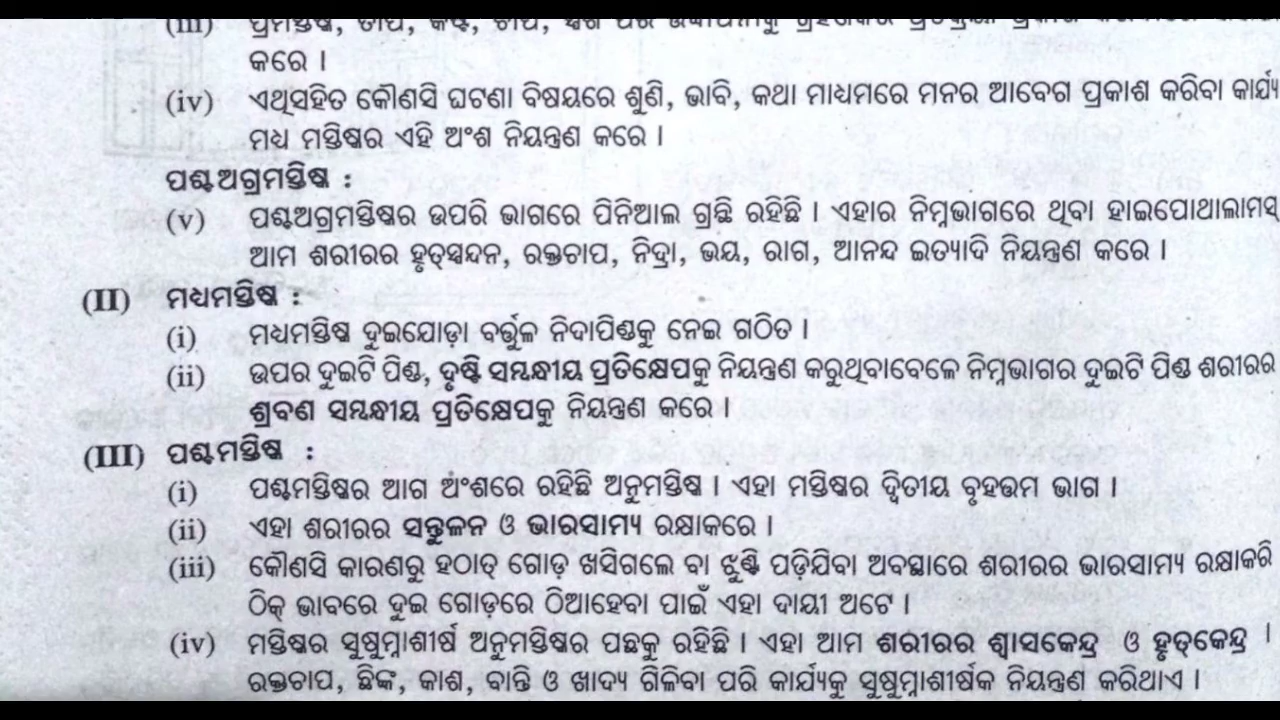 (iii) ପ୍ରମସ୍ତିଷ୍କ, ତାପ, କଷ୍ଟ, ଚାପ, ସ୍ପର୍ଶ ପରି
କରେ ।
(iv) ଏଥିସହିତ କୌଣସି ଘଟଣା ବିଷୟରେ ଶୁଣି, ଭାବି, କଥା ମାଧ୍ୟମରେ ମନର ଆବେଗ ପ୍ରକାଶ କରିବା କାର୍ଯ୍ୟ
ମଧ୍ୟ ମସ୍ତିଷ୍କର ଏହି ଅଂଶ ନିୟନ୍ତ୍ରଣ କରେ ।
ପଶ୍ଚଅଗ୍ରମସ୍ତିଷ୍କ :
(v) ପଶ୍ଚଅଗ୍ରମସ୍ତିଷ୍କର ଉପରି ଭାଗରେ ପିନିଆଲ ଗ୍ରନ୍ଥି ରହିଛି । ଏହାର ନିମ୍ନଭାଗରେ ଥିବା ହାଇପୋଥାଲାମସ୍
ଆମ ଶରୀରର ହୃତ୍‌ସ୍ପନ୍ଦନ, ରକ୍ତଚାପ, ନିଦ୍ରା, ଭୟ, ରାଗ, ଆନନ୍ଦ ଇତ୍ୟାଦି ନିୟନ୍ତ୍ରଣ କରେ ।
(II) ମଧ୍ୟମସ୍ତିଷ୍କ :
(i) ମଧ୍ୟମସ୍ତିଷ୍କ ଦୁଇଯୋଡ଼ା ବର୍ତ୍ତୁଳ ନିଦାପିଣ୍ଡକୁ ନେଇ ଗଠିତ ।
(ii) ଉପର ଦୁଇଟି ପିଣ୍ଡ, ଦୃଷ୍ଟି ସମ୍ବନ୍ଧୀୟ ପ୍ରତିକ୍ଷେପକୁ ନିୟନ୍ତ୍ରଣ କରୁଥିବାବେଳେ ନିମ୍ନଭାଗର ଦୁଇଟି ପିଣ୍ଡ ଶରୀରର
ଶ୍ରବଣ ସମ୍ବନ୍ଧୀୟ ପ୍ରତିକ୍ଷେପକୁ ନିୟନ୍ତ୍ରଣ କରେ ।
(III) ପଶ୍ଚମସ୍ତିଷ୍କ :
(i) ପଶ୍ଚମସ୍ତିଷ୍କର ଆଗ ଅଂଶରେ ରହିଛି ଅନୁମସ୍ତିଷ୍କ । ଏହା ମସ୍ତିଷ୍କର ଦ୍ୱିତୀୟ ବୃହତ୍ତମ ଭାଗ ।
(ii) ଏହା ଶରୀରର ସନ୍ତୁଳନ ଓ ଭାରସାମ୍ୟ ରକ୍ଷାକରେ ।
(iii) କୌଣସି କାରଣରୁ ହଠାତ୍ ଗୋଡ଼ ଖସିଗଲେ ବା ଝୁଣ୍ଟି ପଡ଼ିଯିବା ଅବସ୍ଥାରେ ଶରୀରର ଭାରସାମ୍ୟ ରକ୍ଷାକରି
ଠିକ୍ ଭାବରେ ଦୁଇ ଗୋଡ଼ରେ ଠିଆହେବା ପାଇଁ ଏହା ଦାୟୀ ଅଟେ ।
(iv) ମସ୍ତିଷ୍କର ସୁଷୁମ୍ନାଶୀର୍ଷ ଅନୁମସ୍ତିଷ୍କର ପଛକୁ ରହିଛି । ଏହା ଆମ ଶରୀରର ଶ୍ୱାସକେନ୍ଦ୍ର ଓ ହୃତ୍‌କେନ୍ଦ୍ର ।
ରକ୍ତଚାପ, ଛିଙ୍କ, କାଶ, ବାନ୍ତି ଓ ଖାଦ୍ୟ ଗିଳିବା ପରି କାର୍ଯ୍ୟକୁ ସୁଷୁମ୍ନାଶୀର୍ଷକ ନିୟନ୍ତ୍ରଣ କରିଥାଏ ।